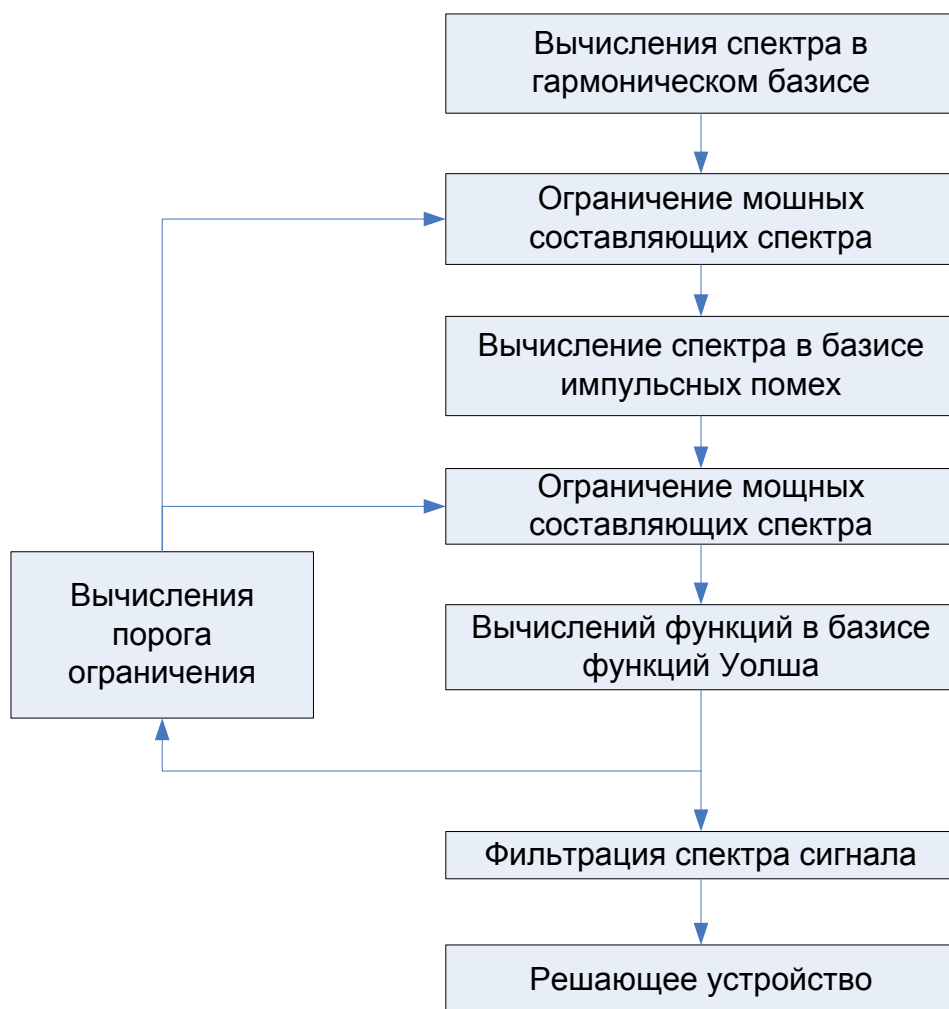 Вычисления спектра в
гармоническом базисе
Ограничение мошных
составляющих спектра
Вычисление спектра в базисе
импульсных помех
Ограничение мощных
составляющих спектра
Вычисления
порога
ограничения
Вычислений функций в базисе
функций Уолша
Фильтрация спектра сигнала
Решающее устройство